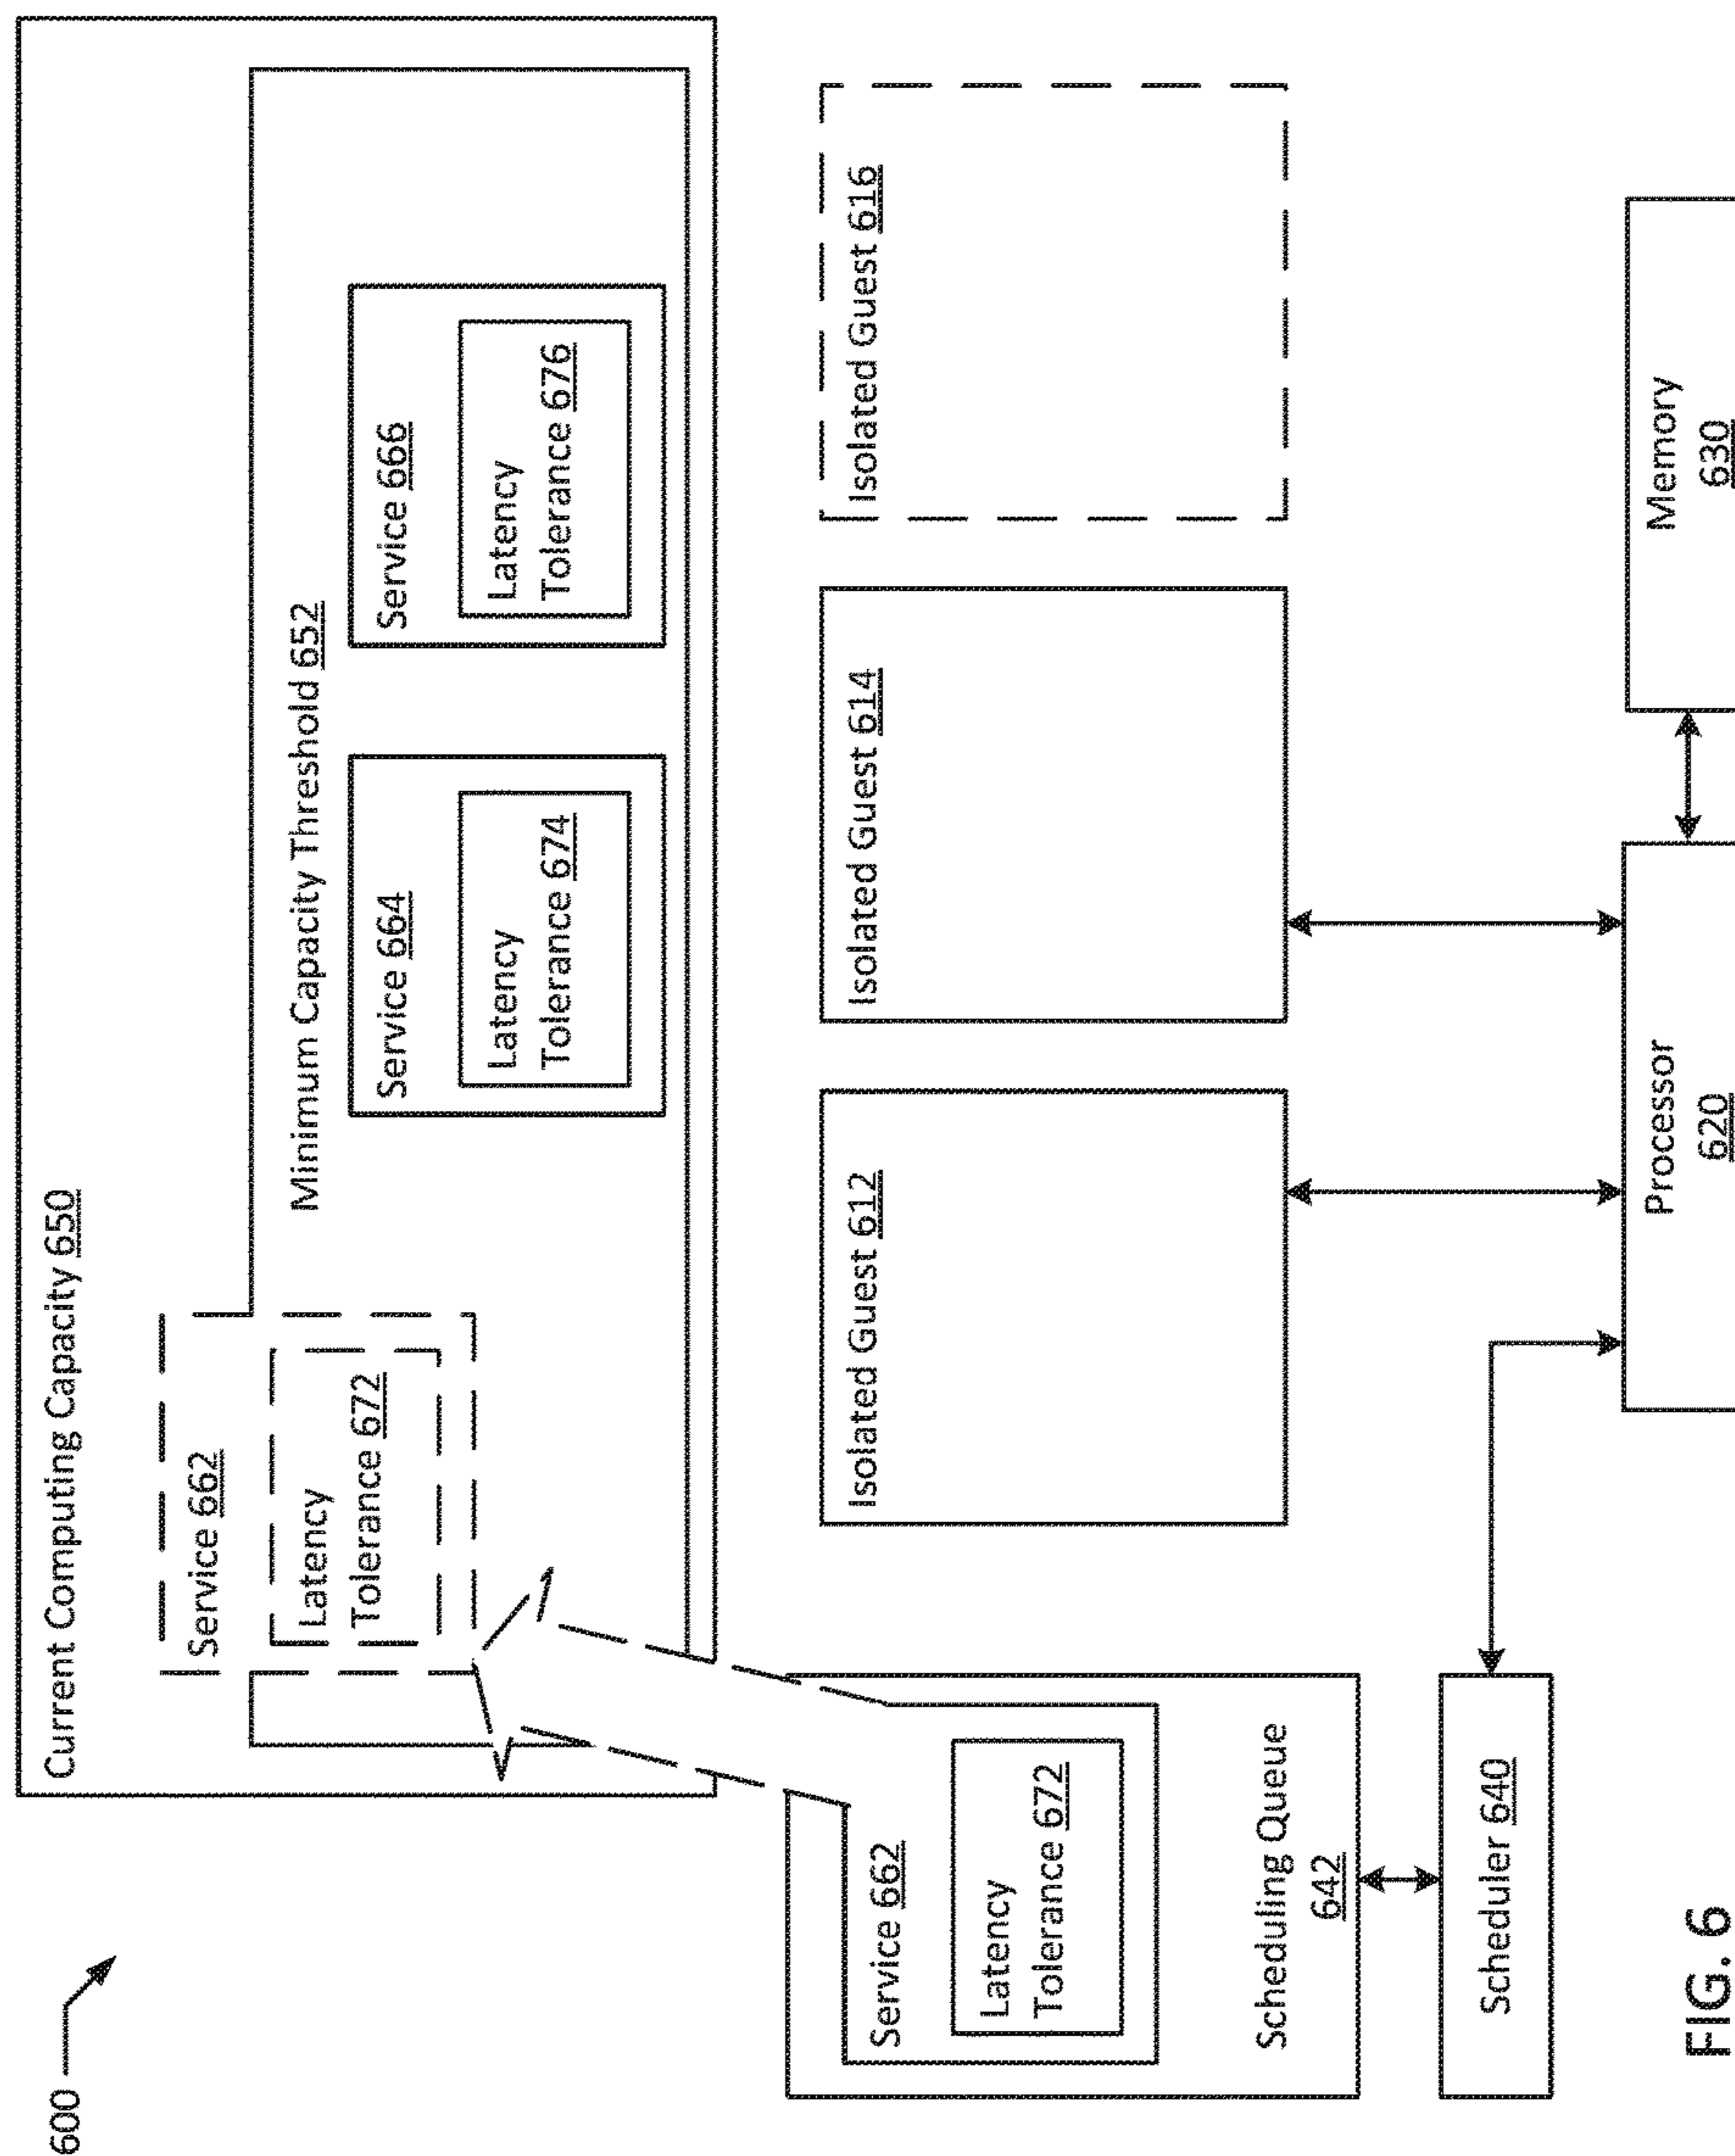 600
Current Computing Capacity 650
Service 662
Latency
Tolerance 672
Minimum Capacity Threshold 652
Service 664
Latency
Tolerance 674
Service 666
Latency
Tolerance 676
Service 662
Latency
Tolerance 672
Scheduling Queue
642
Isolated Guest 612
Isolated Guest 614
Isolated Guest 616
Scheduler 640
Processor
620
Memory
630
FIG. 6